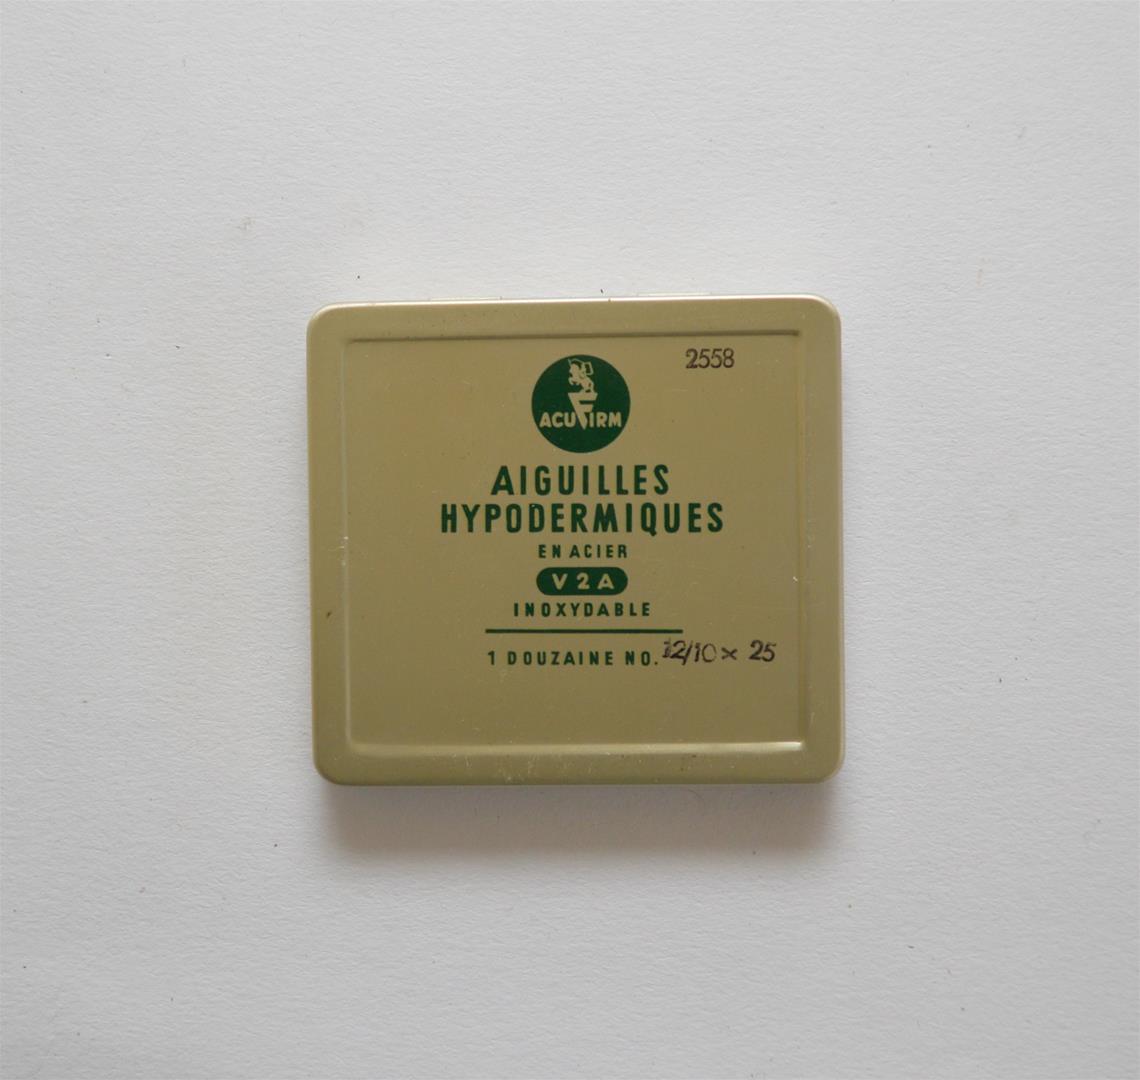 2558
ACUFIRM
AIGUILLES
HYPODERMIQUES
EN ACIER
V2A
INOXYDABLE
1 DOUZAINE NO. 12/10 x 25